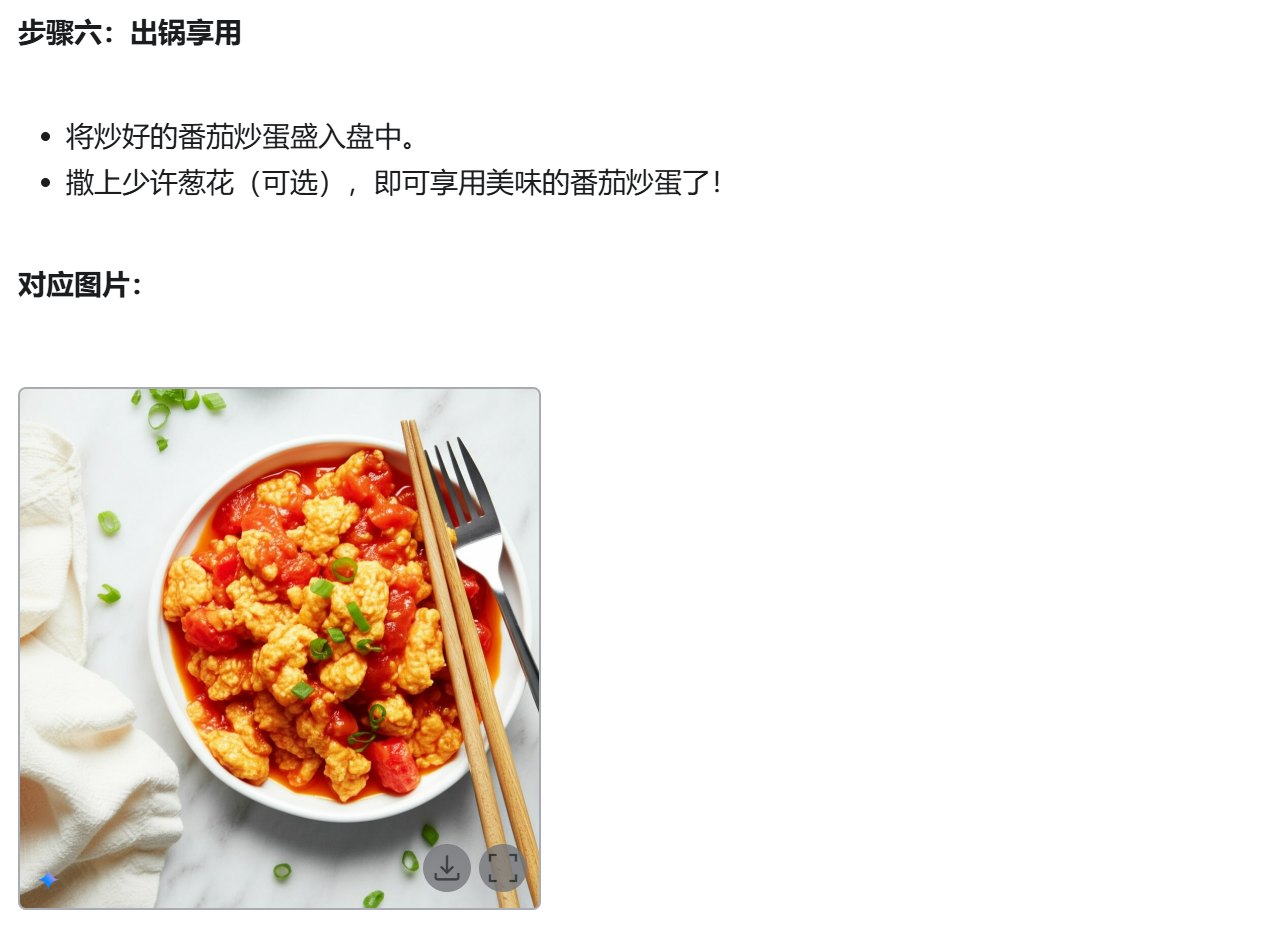 步骤六：出锅享用
将炒好的番茄炒蛋盛入盘中。
撒上少许葱花（可选），即可享用美味的番茄炒蛋了！
对应图片：